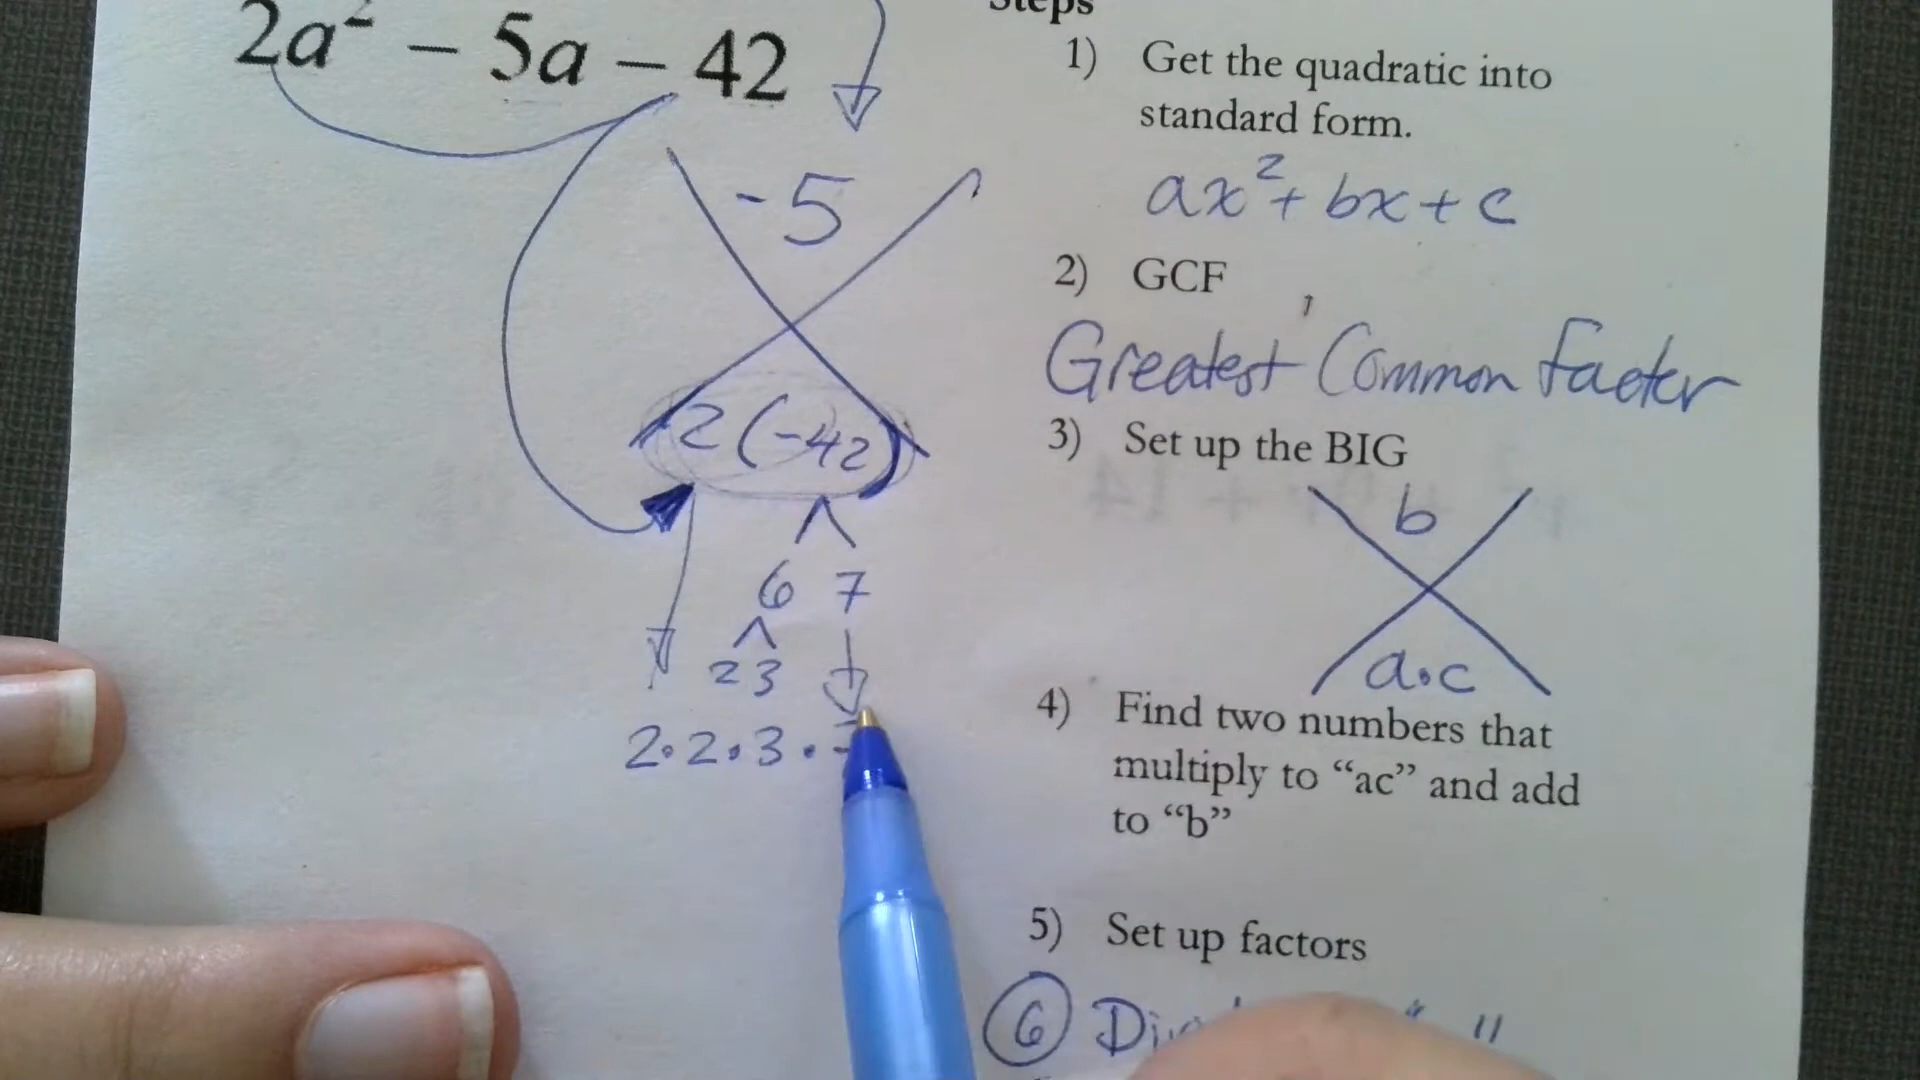 2a² – 5a – 42
-5
2(-42)
6 7
2 3
2·2·3·
Steps
1) Get the quadratic into
standard form.
ax²+bx+c
2) GCF
Greatest Common Factor
3) Set up the BIG
b
a·c
4) Find two numbers that
multiply to “ac” and add
to “b”
5) Set up factors
6